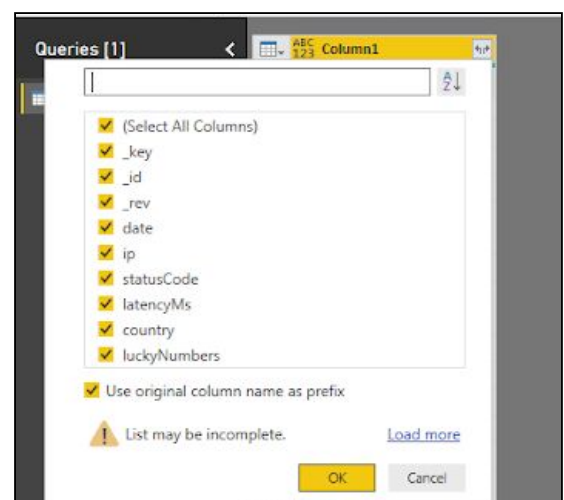 Queries [1]
ABC
123 Column1
A
Z
(Select All Columns)
_key
_id
_rev
date
ip
statusCode
latencyMs
country
luckyNumbers
Use original column name as prefix
List may be incomplete. Load more
OK Cancel